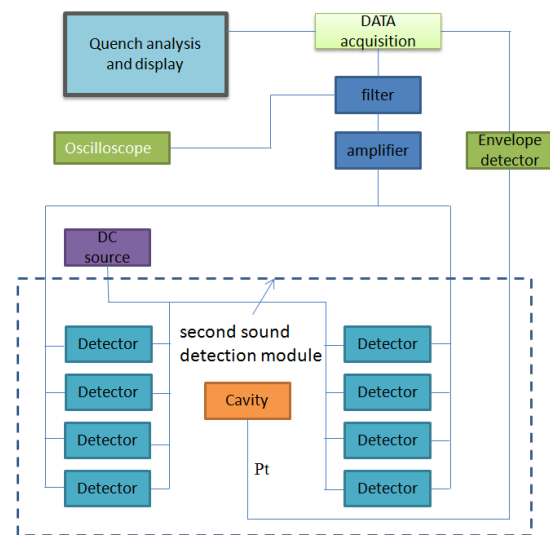 Quench analysis
and display
DATA
acquisition
filter
Oscilloscope
amplifier
Envelope
detector
DC
source
second sound
detection module
Detector
Detector
Detector
Detector
Cavity
Pt
Detector
Detector
Detector
Detector